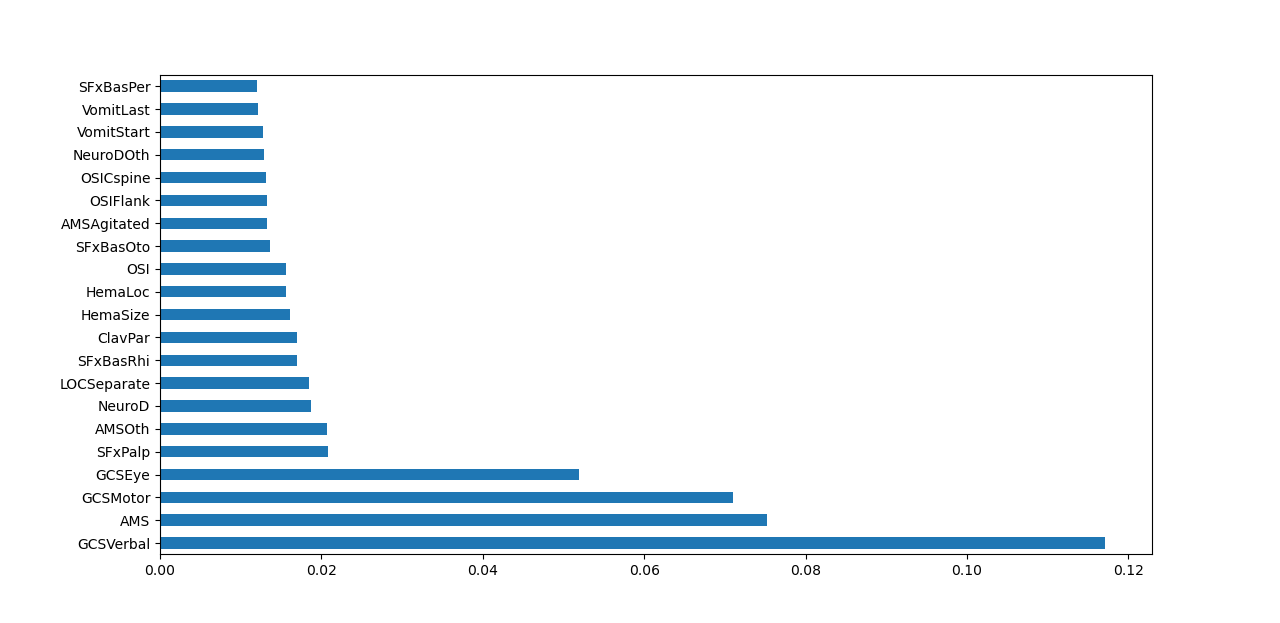 SFxBasPer
VomitLast
VomitStart
NeuroDOth
OSICspine
OSIFlank
AMSAgitated
SFxBasOto
OSI
HemaLoc
HemaSize
ClavPar
SFxBasRhi
LOCSeparate
NeuroD
AMSOth
SFxPalp
GCSEye
GCSMotor
AMS
GCSVerbal
0.00 0.02 0.04 0.06 0.08 0.10 0.12